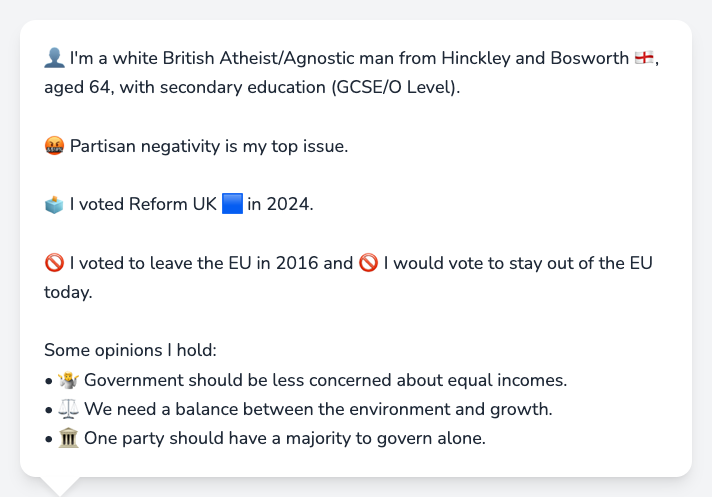 👤 I'm a white British Atheist/Agnostic man from Hinckley and Bosworth 🏴󠁧󠁢󠁥󠁮󠁧󠁿,
aged 64, with secondary education (GCSE/O Level).
🤬 Partisan negativity is my top issue.
🗳️ I voted Reform UK 🟦 in 2024.
🚫 I voted to leave the EU in 2016 and 🚫 I would vote to stay out of the EU
today.
Some opinions I hold:
• 🤷 Government should be less concerned about equal incomes.
• ⚖️ We need a balance between the environment and growth.
• 🏛️ One party should have a majority to govern alone.